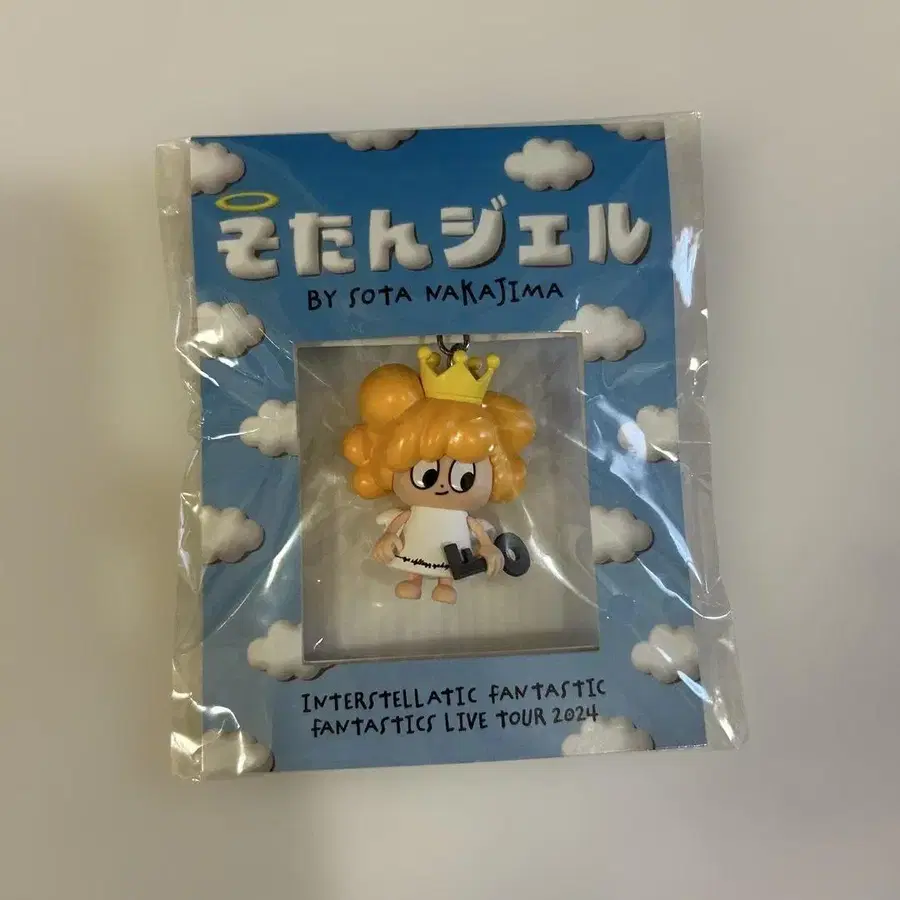 そたんジェル
BY SOTA NAKAJIMA
INTERSTELLATIC FANTASTIC
FANTASTICS LIVE TOUR 2024